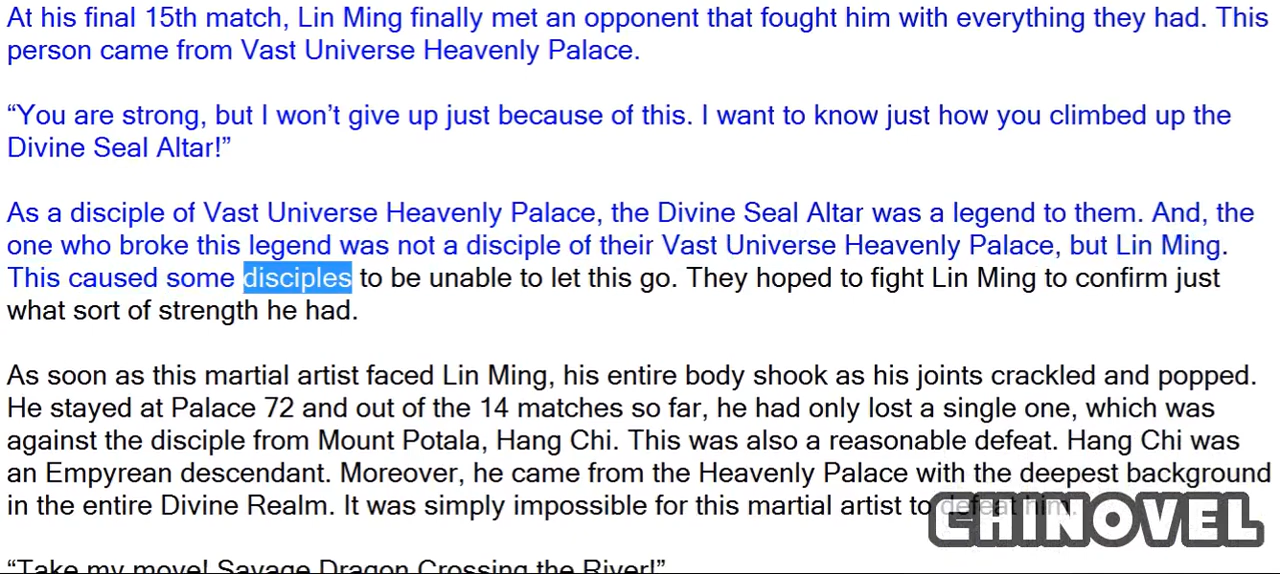 At his final 15th match, Lin Ming finally met an opponent that fought him with everything they had. This
person came from Vast Universe Heavenly Palace.
“You are strong, but I won’t give up just because of this. I want to know just how you climbed up the
Divine Seal Altar!”
As a disciple of Vast Universe Heavenly Palace, the Divine Seal Altar was a legend to them. And, the
one who broke this legend was not a disciple of their Vast Universe Heavenly Palace, but Lin Ming.
This caused some disciples to be unable to let this go. They hoped to fight Lin Ming to confirm just
what sort of strength he had.
As soon as this martial artist faced Lin Ming, his entire body shook as his joints crackled and popped.
He stayed at Palace 72 and out of the 14 matches so far, he had only lost a single one, which was
against the disciple from Mount Potala, Hang Chi. This was also a reasonable defeat. Hang Chi was
an Empyrean descendant. Moreover, he came from the Heavenly Palace with the deepest background
in the entire Divine Realm. It was simply impossible for this martial artist to defeat him.
CHINOVEL
“Take my move! Savage Dragon Crossing the River!”